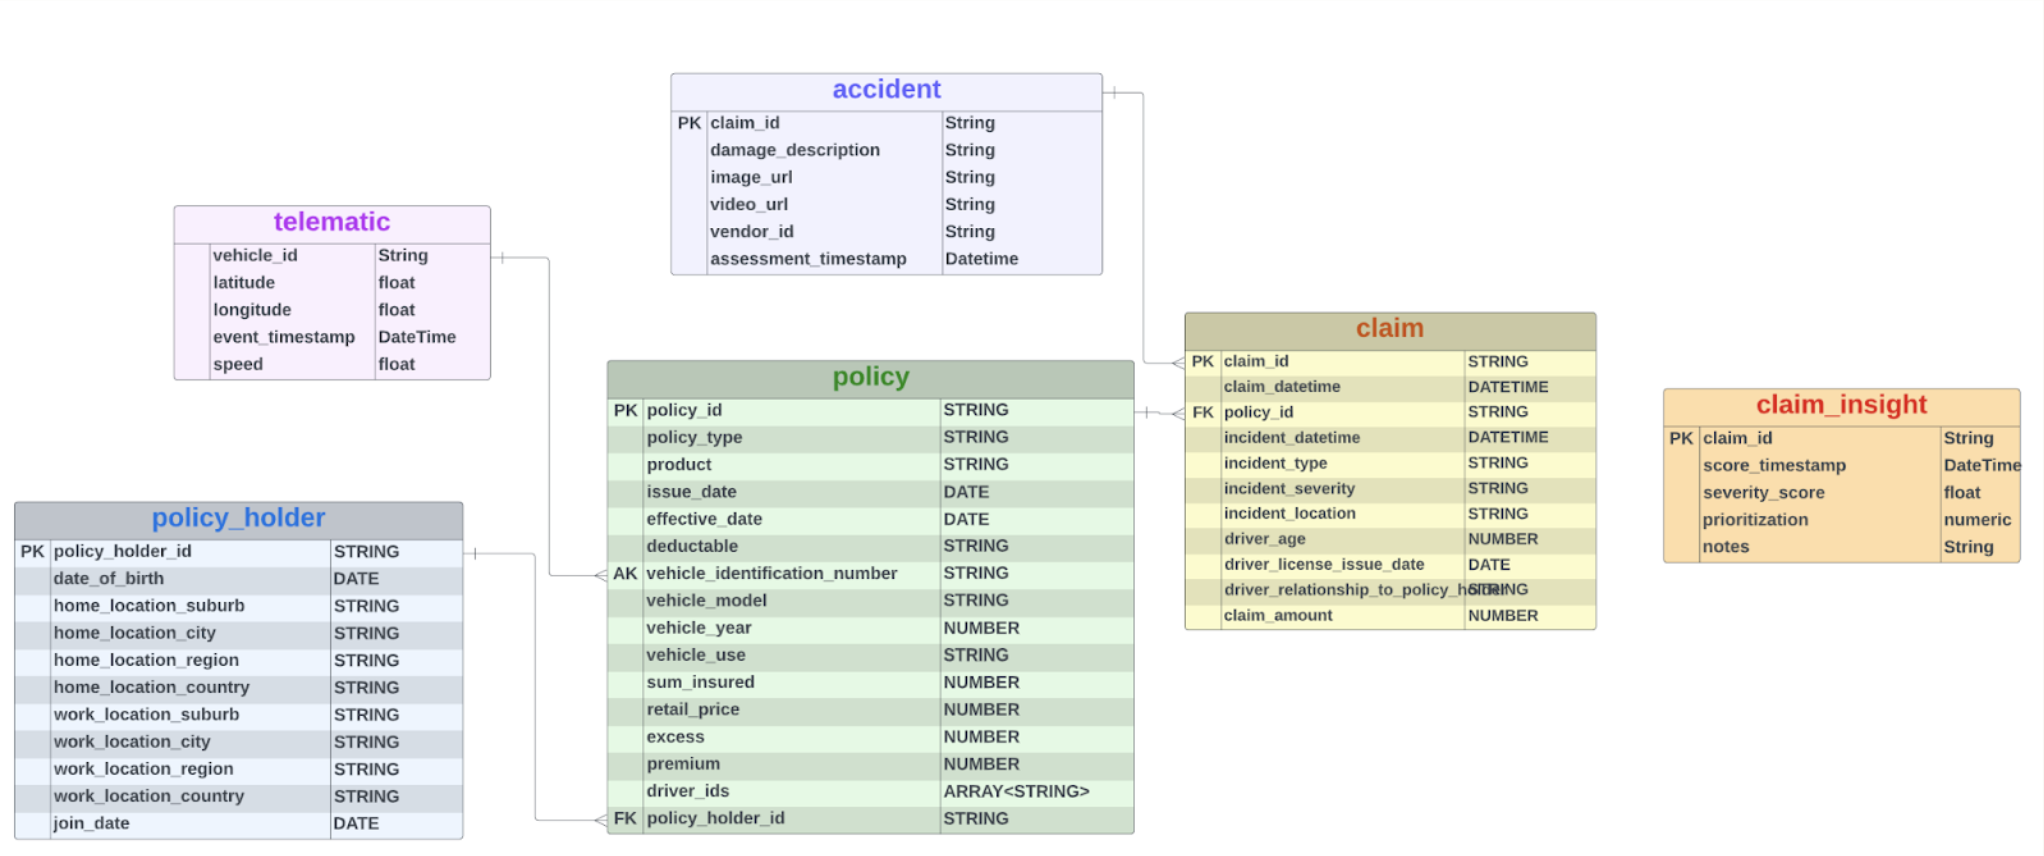 accident
PK claim_id String
damage_description String
image_url String
video_url String
vendor_id String
assessment_timestamp Datetime
telematic
vehicle_id String
latitude float
longitude float
event_timestamp DateTime
speed float
policy_holder
PK policy_holder_id STRING
date_of_birth DATE
home_location_suburb STRING
home_location_city STRING
home_location_region STRING
home_location_country STRING
work_location_suburb STRING
work_location_city STRING
work_location_region STRING
work_location_country STRING
join_date DATE
policy
PK policy_id STRING
policy_type STRING
product STRING
issue_date DATE
effective_date DATE
deductable STRING
AK vehicle_identification_number STRING
vehicle_model STRING
vehicle_year NUMBER
vehicle_use STRING
sum_insured NUMBER
retail_price NUMBER
excess NUMBER
premium NUMBER
driver_ids ARRAY<STRING>
FK policy_holder_id STRING
claim
PK claim_id STRING
claim_datetime DATETIME
FK policy_id STRING
incident_datetime DATETIME
incident_type STRING
incident_severity STRING
incident_location STRING
driver_age NUMBER
driver_license_issue_date DATE
driver_relationship_to_policy_holder STRING
claim_amount NUMBER
claim_insight
PK claim_id String
score_timestamp DateTime
severity_score float
prioritization numeric
notes String